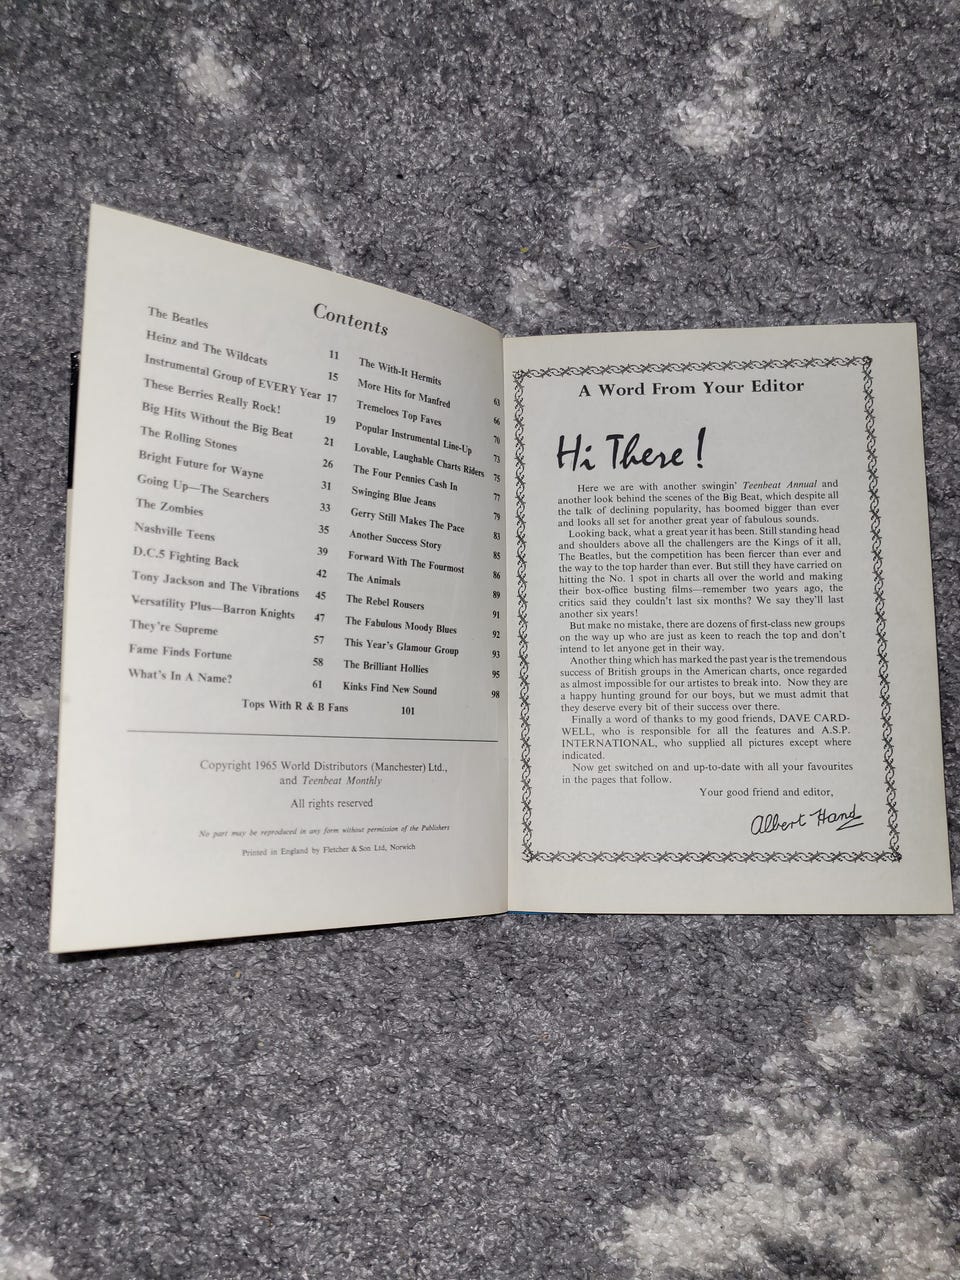 Contents
The Beatles 11
Heinz and The Wildcats 15
Instrumental Group of EVERY Year 17
These Berries Really Rock! 19
Big Hits Without the Big Beat 21
The Rolling Stones 26
Bright Future for Wayne 31
Going Up—The Searchers 33
The Zombies 35
Nashville Teens 39
D.C.5 Fighting Back 42
Tony Jackson and The Vibrations 45
Versatility Plus—Barron Knights 47
They're Supreme 57
Fame Finds Fortune 58
What's In A Name? 61
The With-It Hermits 63
More Hits for Manfred 66
Tremeloes Top Faves 70
Popular Instrumental Line-Up 73
Lovable, Laughable Charts Riders 75
The Four Pennies Cash In 77
Swinging Blue Jeans 79
Gerry Still Makes The Pace 83
Another Success Story 85
Forward With The Fourmost 86
The Animals 89
The Rebel Rousers 91
The Fabulous Moody Blues 92
This Year's Glamour Group 93
The Brilliant Hollies 95
Kinks Find New Sound 98
Tops With R & B Fans 101
Copyright 1965 World Distributors (Manchester) Ltd.,
and Teenbeat Monthly
All rights reserved
No part may be reproduced in any form without permission of the Publishers
Printed in England by Fletcher & Son Ltd, Norwich
A Word From Your Editor
Hi There!
Here we are with another swingin' Teenbeat Annual and
another look behind the scenes of the Big Beat, which despite all
the talk of declining popularity, has boomed bigger than ever
and looks all set for another great year of fabulous sounds.
Looking back, what a great year it has been. Still standing head
and shoulders above all the challengers are the Kings of it all,
The Beatles, but the competition has been fiercer than ever and
the way to the top harder than ever. But still they have carried on
hitting the No. 1 spot in charts all over the world and making
their box-office busting films—remember two years ago, the
critics said they couldn't last six months? We say they'll last
another six years!
But make no mistake, there are dozens of first-class new groups
on the way up who are just as keen to reach the top and don't
intend to let anyone get in their way.
Another thing which has marked the past year is the tremendous
success of British groups in the American charts, once regarded
as almost impossible for our artistes to break into. Now they are
a happy hunting ground for our boys, but we must admit that
they deserve every bit of their success over there.
Finally a word of thanks to my good friends, DAVE CARD-
WELL, who is responsible for all the features and A.S.P.
INTERNATIONAL, who supplied all pictures except where
indicated.
Now get switched on and up-to-date with all your favourites
in the pages that follow.
Your good friend and editor,
Albert Hand